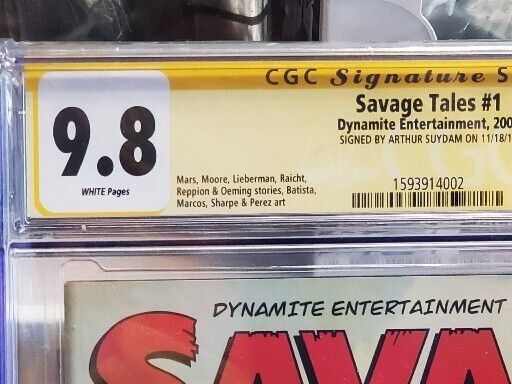 CGC Signature S
9.8
WHITE Pages
Savage Tales #1
Dynamite Entertainment, 200
SIGNED BY ARTHUR SUYDAM ON 11/18/1
Mars, Moore, Lieberman, Raicht,
Reppion & Oeming stories, Batista,
Marcos, Sharpe & Perez art
1593914002
DYNAMITE ENTERTAINMENT
SAVA